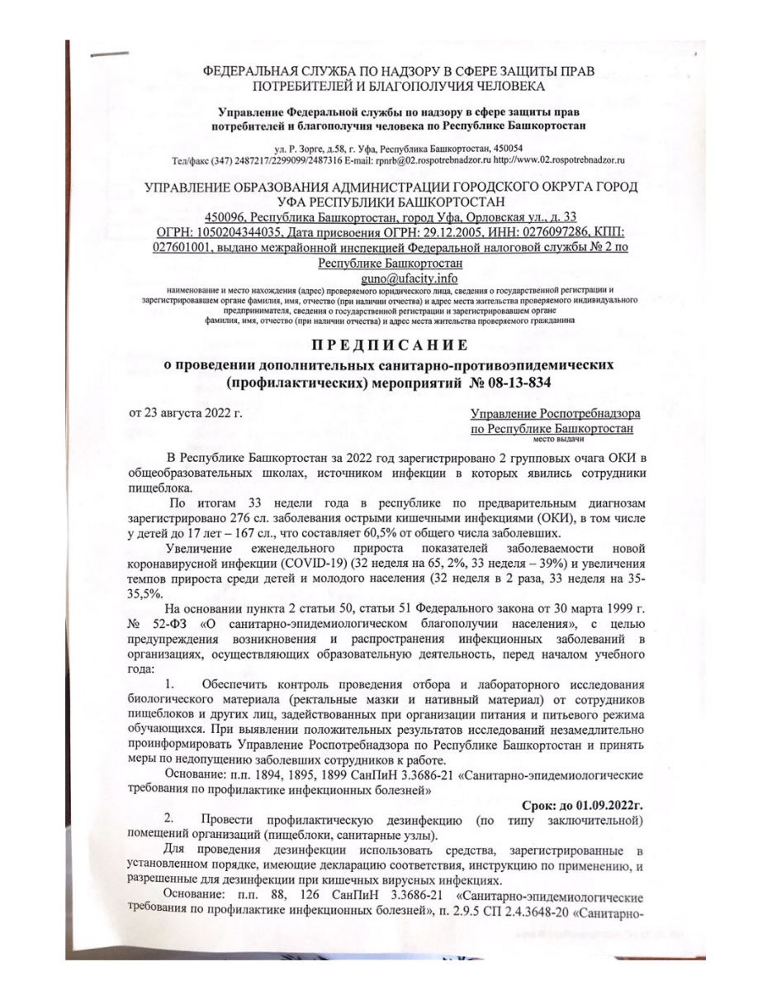 ФЕДЕРАЛЬНАЯ СЛУЖБА ПО НАДЗОРУ В СФЕРЕ ЗАЩИТЫ ПРАВ
ПОТРЕБИТЕЛЕЙ И БЛАГОПОЛУЧИЯ ЧЕЛОВЕКА
Управление Федеральной службы по надзору в сфере защиты прав
потребителей и благополучия человека по Республике Башкортостан
ул. Р. Зорге, д.58, г. Уфа, Республика Башкортостан, 450054
Тел/факс (347) 2487217/2299099/2487316 E-mail: rpnrb@02.rospotrebnadzor.ru http://www.02.rospotrebnadzor.ru
УПРАВЛЕНИЕ ОБРАЗОВАНИЯ АДМИНИСТРАЦИИ ГОРОДСКОГО ОКРУГА ГОРОД
УФА РЕСПУБЛИКИ БАШКОРТОСТАН
450096, Республика Башкортостан, город Уфа, Орловская ул., д. 33
ОГРН: 1050204344035, Дата присвоения ОГРН: 29.12.2005, ИНН: 0276097286, КПП:
027601001, выдано межрайонной инспекцией Федеральной налоговой службы № 2 по
Республике Башкортостан
guno@ufacity.info
наименование и место нахождения (адрес) проверяемого юридического лица, сведения о государственной регистрации и
зарегистрировавшем органе фамилия, имя, отчество (при наличии отчества) и адрес места жительства проверяемого индивидуального
предпринимателя, сведения о государственной регистрации и зарегистрировавшем органе
фамилия, имя, отчество (при наличии отчества) и адрес места жительства проверяемого гражданина
П Р Е Д П И С А Н И Е
о проведении дополнительных санитарно-противоэпидемических
(профилактических) мероприятий № 08-13-834
от 23 августа 2022 г.
Управление Роспотребнадзора
по Республике Башкортостан
место выдачи
В Республике Башкортостан за 2022 год зарегистрировано 2 групповых очага ОКИ в
общеобразовательных школах, источником инфекции в которых явились сотрудники
пищеблока.
По итогам 33 недели года в республике по предварительным диагнозам
зарегистрировано 276 сл. заболевания острыми кишечными инфекциями (ОКИ), в том числе
у детей до 17 лет – 167 сл., что составляет 60,5% от общего числа заболевших.
Увеличение еженедельного прироста показателей заболеваемости новой
коронавирусной инфекции (COVID-19) (32 неделя на 65, 2%, 33 неделя – 39%) и увеличения
темпов прироста среди детей и молодого населения (32 неделя в 2 раза, 33 неделя на 35-
35,5%.
На основании пункта 2 статьи 50, статьи 51 Федерального закона от 30 марта 1999 г.
№ 52-ФЗ «О санитарно-эпидемиологическом благополучии населения», с целью
предупреждения возникновения и распространения инфекционных заболеваний в
организациях, осуществляющих образовательную деятельность, перед началом учебного
года:
1. Обеспечить контроль проведения отбора и лабораторного исследования
биологического материала (ректальные мазки и нативный материал) от сотрудников
пищеблоков и других лиц, задействованных при организации питания и питьевого режима
обучающихся. При выявлении положительных результатов исследований незамедлительно
проинформировать Управление Роспотребнадзора по Республике Башкортостан и принять
меры по недопущению заболевших сотрудников к работе.
Основание: п.п. 1894, 1895, 1899 СанПиН 3.3686-21 «Санитарно-эпидемиологические
требования по профилактике инфекционных болезней»
Срок: до 01.09.2022г.
2. Провести профилактическую дезинфекцию (по типу заключительной)
помещений организаций (пищеблоки, санитарные узлы).
Для проведения дезинфекции использовать средства, зарегистрированные в
установленном порядке, имеющие декларацию соответствия, инструкцию по применению, и
разрешенные для дезинфекции при кишечных вирусных инфекциях.
Основание: п.п. 88, 126 СанПиН 3.3686-21 «Санитарно-эпидемиологические
требования по профилактике инфекционных болезней», п. 2.9.5 СП 2.4.3648-20 «Санитарно-